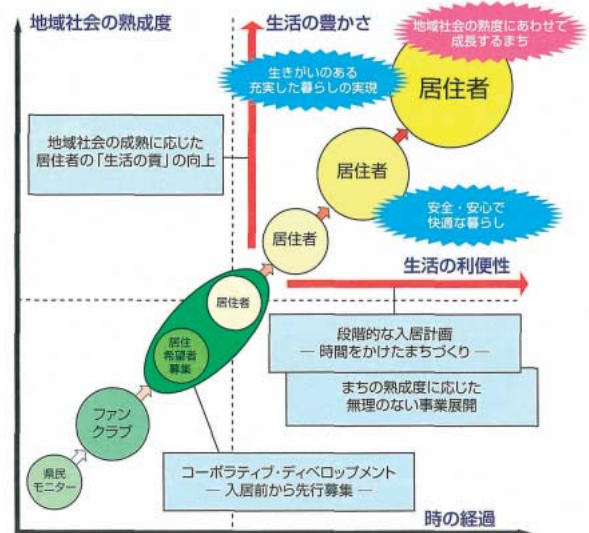 地域社会の熟成度
生活の豊かさ
地域社会の熟度にあわせて
成長するまち
生きがいのある
充実した暮らしの実現
居住者
地域社会の成熟に応じた
居住者の「生活の貭」の向上
居住者
安全・安心で
快適な暮らし
居住者
生活の利便性
居住者
段階的な入居計画
― 時間をかけたまちづくり ―
居住
希望者
募集
まちの熟成度に応じた
無理のない事業展開
ファン
クラブ
コーポラティブ・ディベロップメント
― 入居前から先行募集 ―
県民
モニター
時の経過